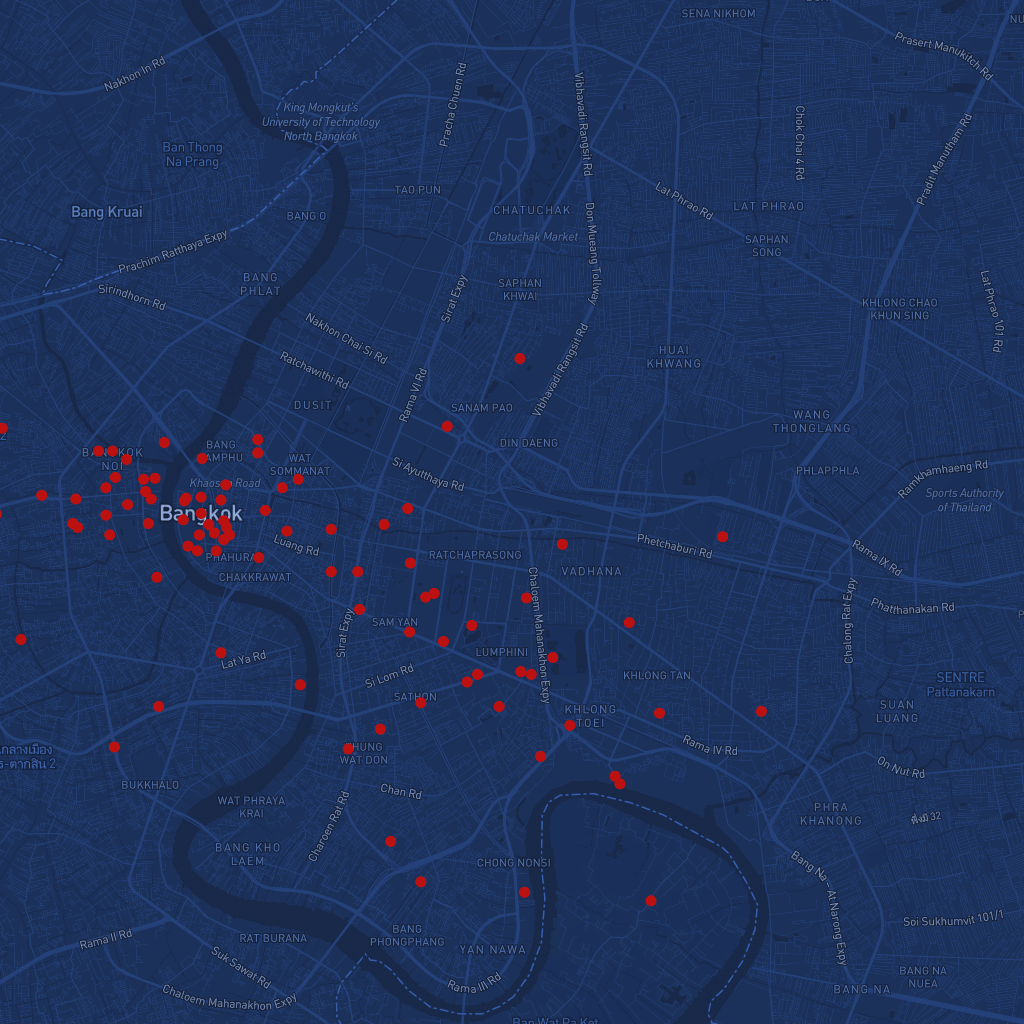 SENA NIKHOM
NU
Prasert Manukitch Rd
Nakhon In Rd
Pracha Chuen Rd
Vibhavadi Rangsit Rd
King Mongkut's
University of Technology
North Bangkok
Chok Chai 4 Rd
Pradit Manutham Rd
Ban Thong
Na Prang
TAO PUN
Lat Phrao Rd
Bang Kruai
BANG O
CHATUCHAK
LAT PHRAO
Chatuchak Market
Don Mueang Tollway
SAPHAN
SONG
Prachim Ratthaya Expy
BANG
PHLAT
SAPHAN
KHWAI
Sirat Expy
Sirindhorn Rd
KHLONG CHAO
KHUN SING
Lat Phrao 101 Rd
Nakhon Chai Si Rd
Ratchawithi Rd
Vibhavadi Rangsit Rd
HUAI
KHWANG
Rama VI Rd
DUSIT
SANAM PAO
WANG
THONGLANG
2
DIN DAENG
BANGKOK
NOI
BANG
LAMPHU
WAT
SOMMANAT
Si Ayutthaya Rd
PHLAPPHLA
Ramkhamhaeng Rd
Khaosan Road
Sports Authority
of Thailand
Bangkok
Luang Rd
PHAHURAT
RATCHAPRASONG
Phetchaburi Rd
Rama IX Rd
CHAKKRAWAT
VADHANA
Chaloem Mahanakhon Expy
Phatthanakan Rd
P
Chalong Rat Expy
Sirat Expy
SAM YAN
LUMPHINI
Lat Ya Rd
Si Lom Rd
KHLONG TAN
SENTRE
Pattanakarn
SATHON
SUAN
LUANG
KHLONG
TOEI
Rama IV Rd
THUNG
WAT DON
On Nut Rd
BUKKHALO
Chan Rd
WAT PHRAYA
KRAI
Charoen Rat Rd
PHRA
KHANONG
BANG KHO
LAEM
CHONG NONSI
Bang Na - At Narong Expy
Soi Sukhumvit 101/1
Rama II Rd
RAT BURANA
BANG
PHONGPHANG
YAN NAWA
Suk Sawat Rd
Rama III Rd
BANG NA
NUEA
BANG NA
Chaloem Mahanakhon Expy